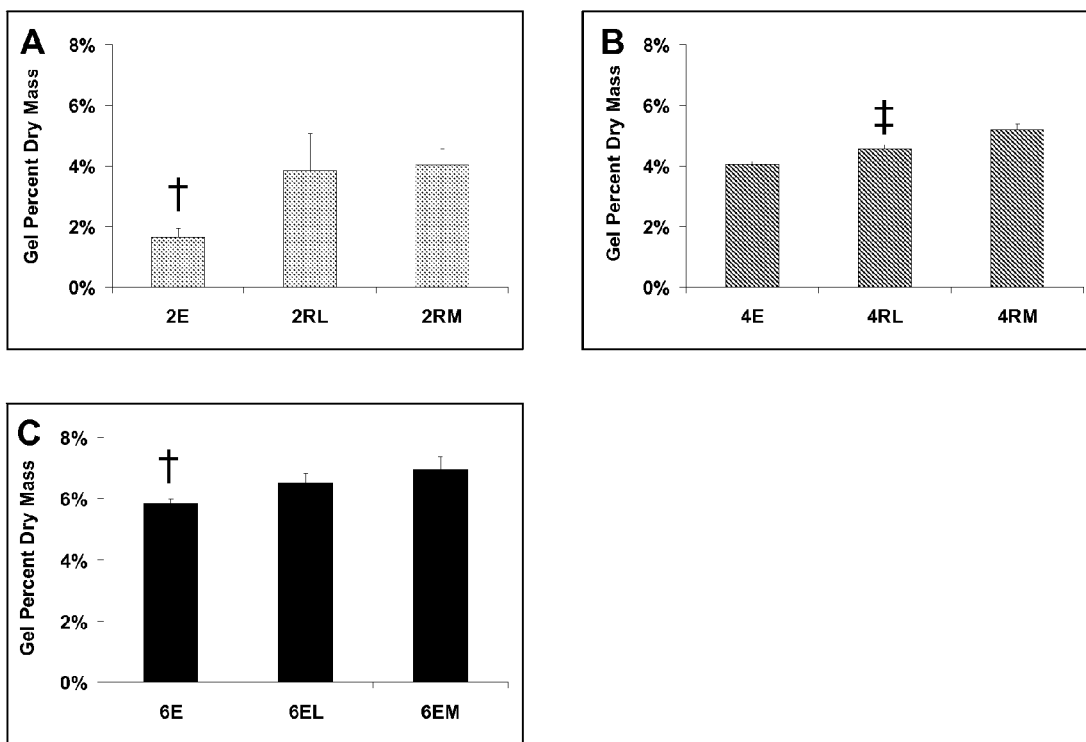 A
Gel Percent Dry Mass
8%
6%
4%
2%
0%
†
2E 2RL 2RM
B
Gel Percent Dry Mass
8%
6%
4%
2%
0%
‡
4E 4RL 4RM
C
Gel Percent Dry Mass
8%
6%
4%
2%
0%
†
6E 6EL 6EM